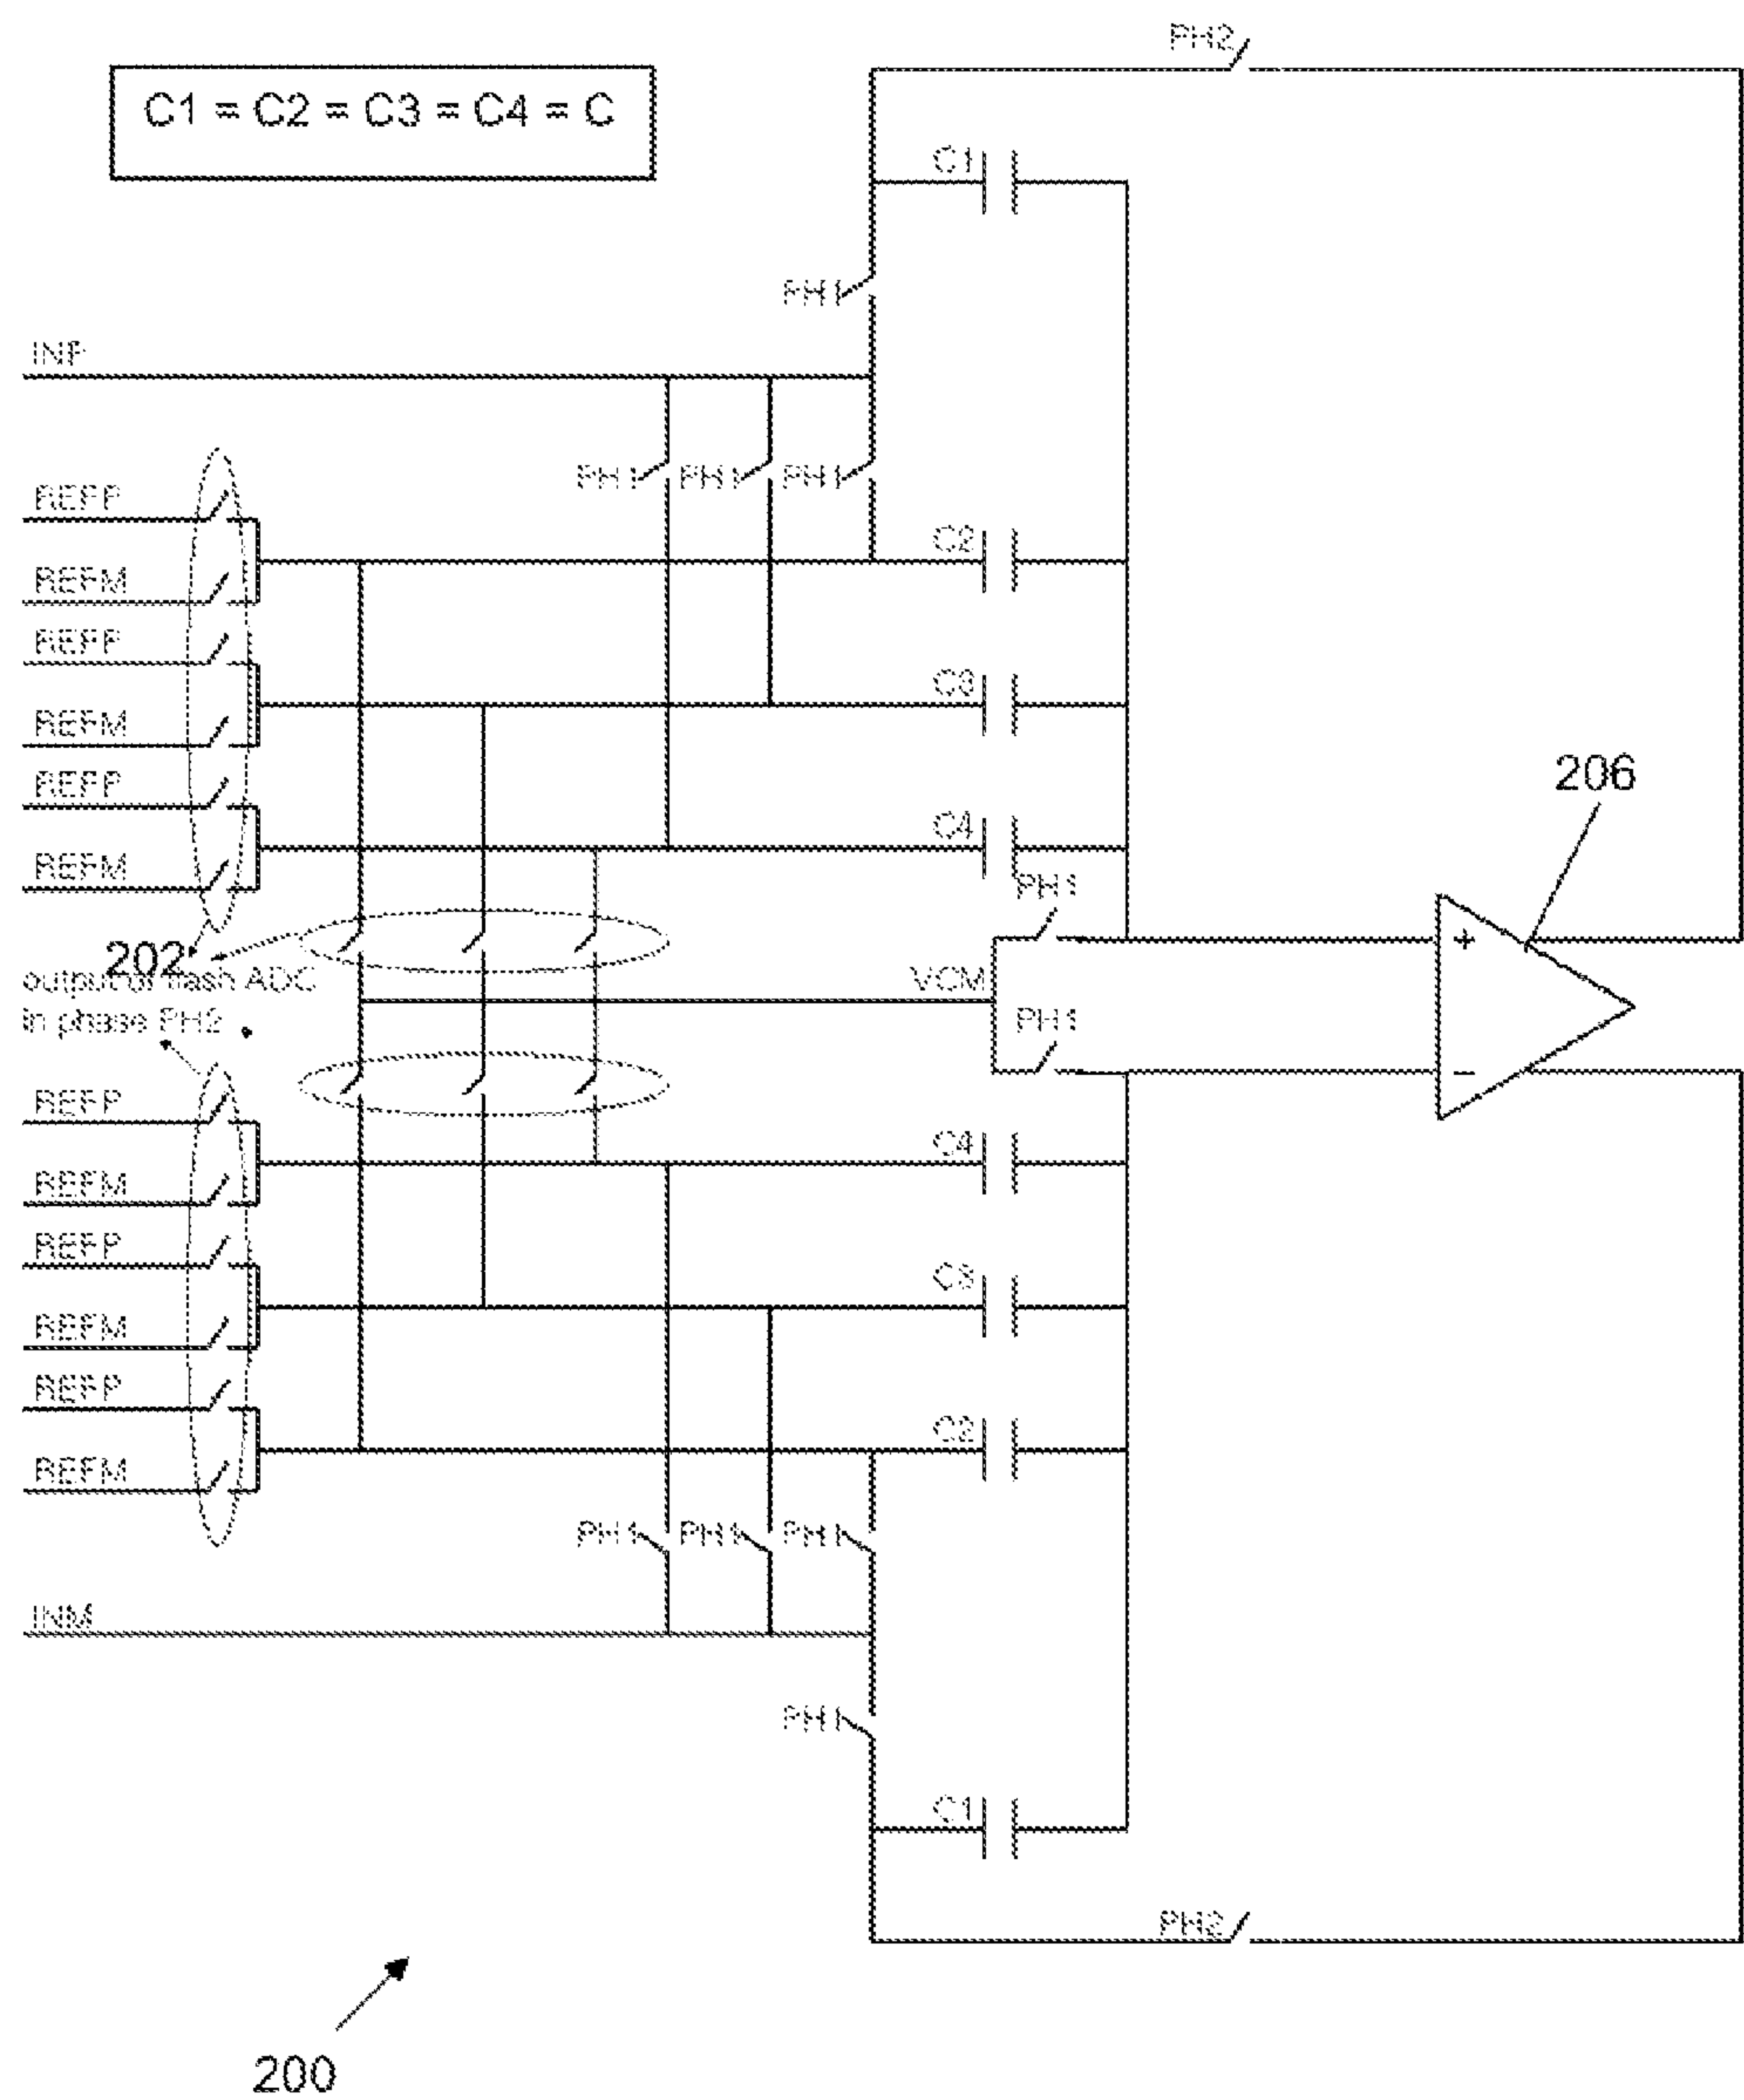 PH2
C1 = C2 = C3 = C4 = C
C1
PH1
INP
PH1 PH1 PH1
REFP
C2
REFM
REFP
C3
REFM
206
REFP
C4
REFM
PH1
+
202
output of flash ADC
VCM
in phase PH2
PH1
−
REFP
C4
REFM
REFP
C3
REFM
REFP
C2
REFM
PH1 PH1 PH1
INM
PH1
C1
PH2
200